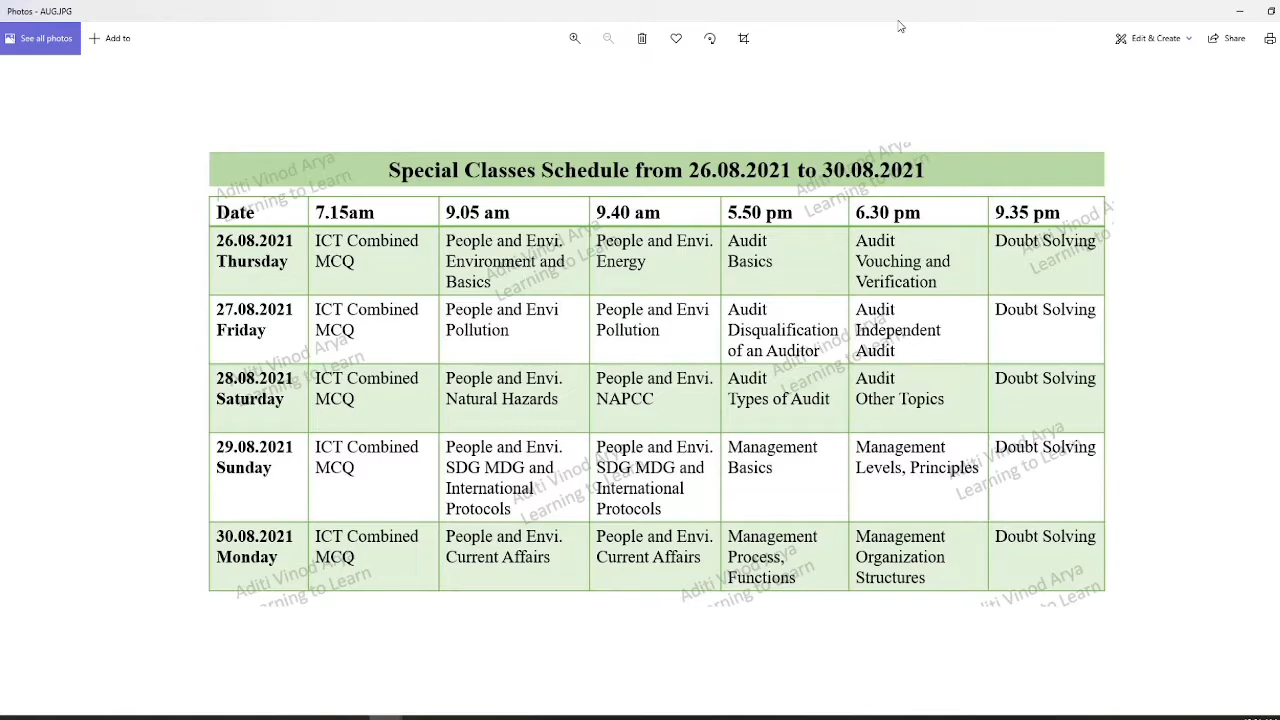 Photos - AUG.JPG
See all photos
Add to
Edit & Create
Share
Special Classes Schedule from 26.08.2021 to 30.08.2021
Date 7.15am 9.05 am 9.40 am 5.50 pm 6.30 pm 9.35 pm
26.08.2021 ICT Combined People and Envi. People and Envi. Audit Audit Doubt Solving
Thursday MCQ Environment and Energy Basics Vouching and
Basics Verification
27.08.2021 ICT Combined People and Envi People and Envi. Audit Audit Doubt Solving
Friday MCQ Pollution Pollution Disqualification Independent
of an Auditor Audit
28.08.2021 ICT Combined People and Envi. People and Envi. Audit Audit Doubt Solving
Saturday MCQ Natural Hazards NAPCC Types of Audit Other Topics
29.08.2021 ICT Combined People and Envi. People and Envi. Management Management Doubt Solving
Sunday MCQ SDG MDG and SDG MDG and Basics Levels, Principles
International International
Protocols Protocols
30.08.2021 ICT Combined People and Envi. People and Envi. Management Management Doubt Solving
Monday MCQ Current Affairs Current Affairs Process, Organization
Functions Structures
Aditi Vinod Arya
Learning to Learn